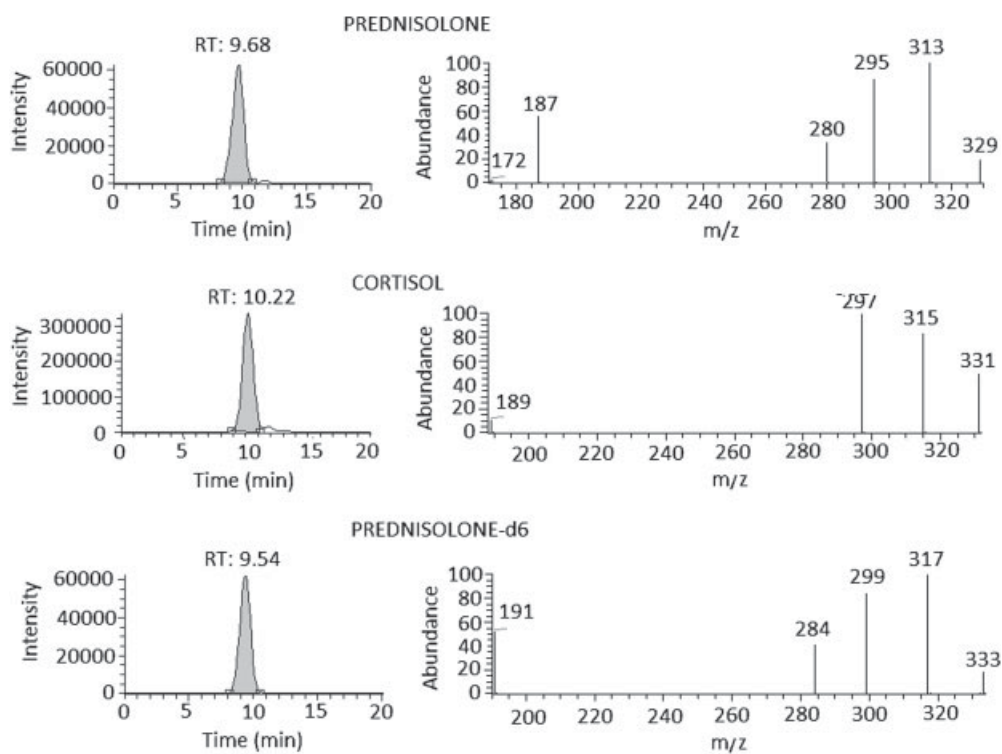 PREDNISOLONE
RT: 9.68
Intensity
60000
40000
20000
0
0 5 10 15 20
Time (min)
Abundance
100
80
60
40
20
0
172
187
280
295
313
329
180 200 220 240 260 280 300 320
m/z
CORTISOL
RT: 10.22
Intensity
300000
200000
100000
0
0 5 10 15 20
Time (min)
Abundance
100
80
60
40
20
0
189
297
315
331
200 220 240 260 280 300 320
m/z
PREDNISOLONE-d6
RT: 9.54
Intensity
60000
40000
20000
0
0 5 10 15 20
Time (min)
Abundance
100
80
60
40
20
0
191
284
299
317
333
200 220 240 260 280 300 320
m/z